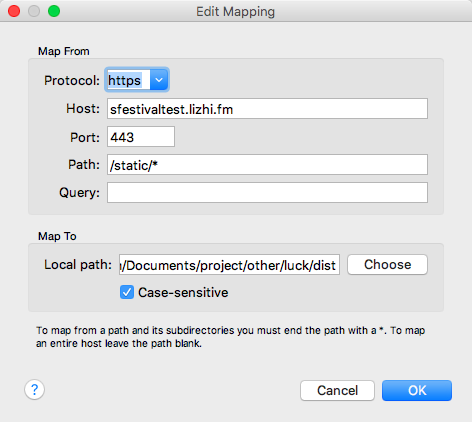 Edit Mapping
Map From
Protocol: https
Host: sfestivaltest.lizhi.fm
Port: 443
Path: /static/*
Query:
Map To
Local path: /Documents/project/other/luck/dist Choose
Case-sensitive
To map from a path and its subdirectories you must end the path with a *. To map
an entire host leave the path blank.
? Cancel OK